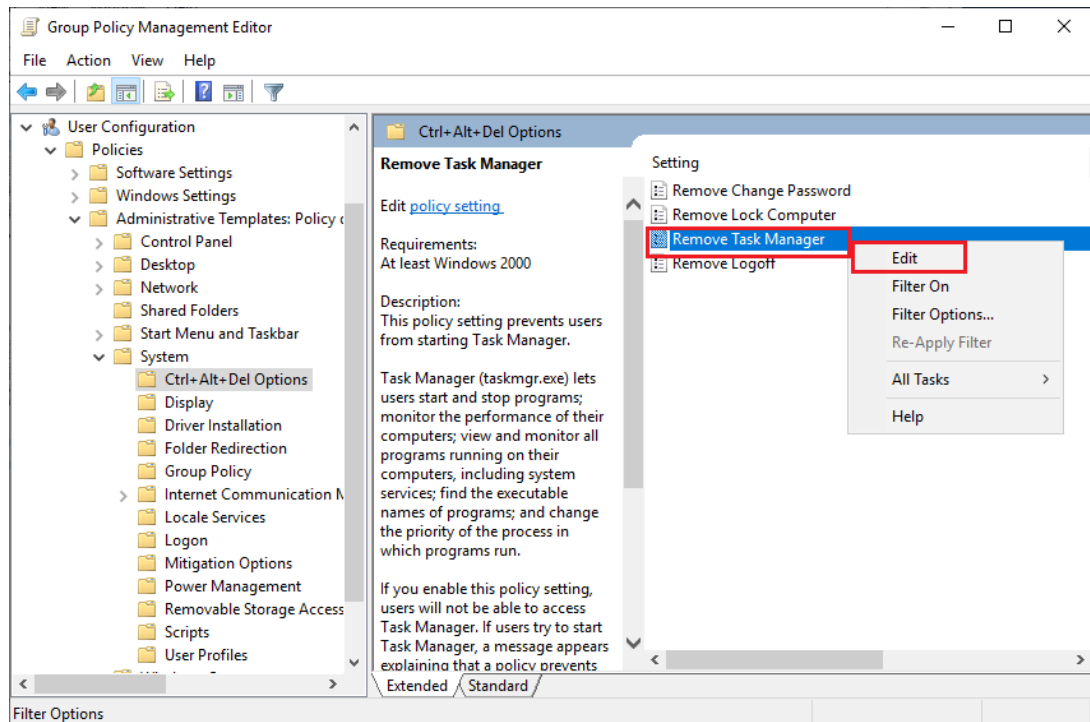 Group Policy Management Editor
File Action View Help
User Configuration
Policies
Software Settings
Windows Settings
Administrative Templates: Policy
Control Panel
Desktop
Network
Shared Folders
Start Menu and Taskbar
System
Ctrl+Alt+Del Options
Display
Driver Installation
Folder Redirection
Group Policy
Internet Communication
Locale Services
Logon
Mitigation Options
Power Management
Removable Storage Access
Scripts
User Profiles
Ctrl+Alt+Del Options
Remove Task Manager
Edit policy setting
Requirements:
At least Windows 2000
Description:
This policy setting prevents users
from starting Task Manager.
Task Manager (taskmgr.exe) lets
users start and stop programs;
monitor the performance of their
computers; view and monitor all
programs running on their
computers, including system
services; find the executable
names of programs; and change
the priority of the process in
which programs run.
If you enable this policy setting,
users will not be able to access
Task Manager. If users try to start
Task Manager, a message appears
explaining that a policy prevents
Setting
Remove Change Password
Remove Lock Computer
Remove Task Manager
Remove Logoff
Edit
Filter On
Filter Options...
Re-Apply Filter
All Tasks
Help
Extended Standard
Filter Options